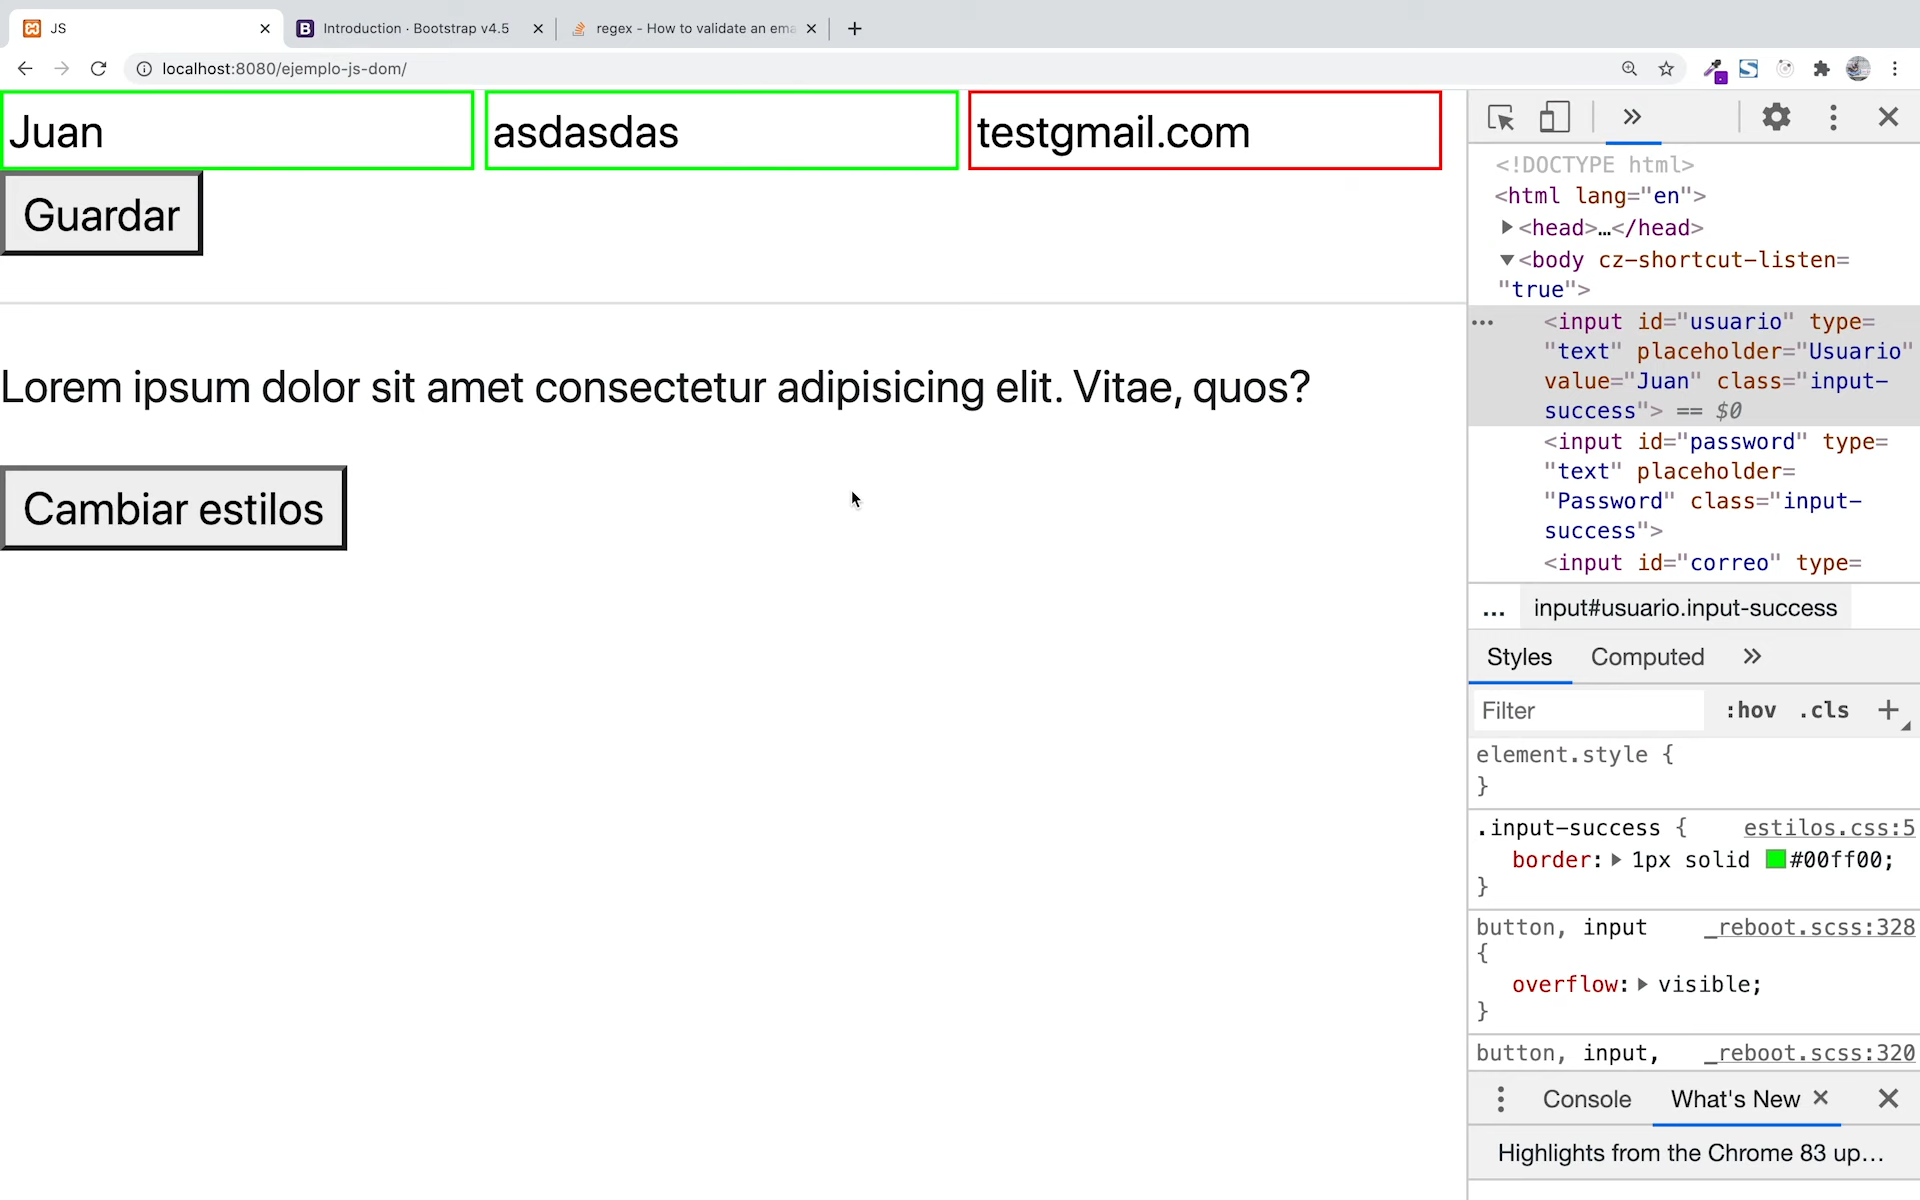 JS
Introduction · Bootstrap v4.5
regex - How to validate an ema
localhost:8080/ejemplo-js-dom/
Juan
asdasdas
testgmail.com
Guardar
Lorem ipsum dolor sit amet consectetur adipisicing elit. Vitae, quos?
Cambiar estilos
<!DOCTYPE html>
<html lang="en">
<head>…</head>
<body cz-shortcut-listen=
"true">
<input id="usuario" type=
"text" placeholder="Usuario"
value="Juan" class="input-
success"> == $0
<input id="password" type=
"text" placeholder=
"Password" class="input-
success">
<input id="correo" type=
... input#usuario.input-success
Styles Computed
Filter :hov .cls +
element.style {
}
.input-success { estilos.css:5
border: 1px solid #00ff00;
}
button, input _reboot.scss:328
{
overflow: visible;
}
button, input, _reboot.scss:320
Console What's New
Highlights from the Chrome 83 up…